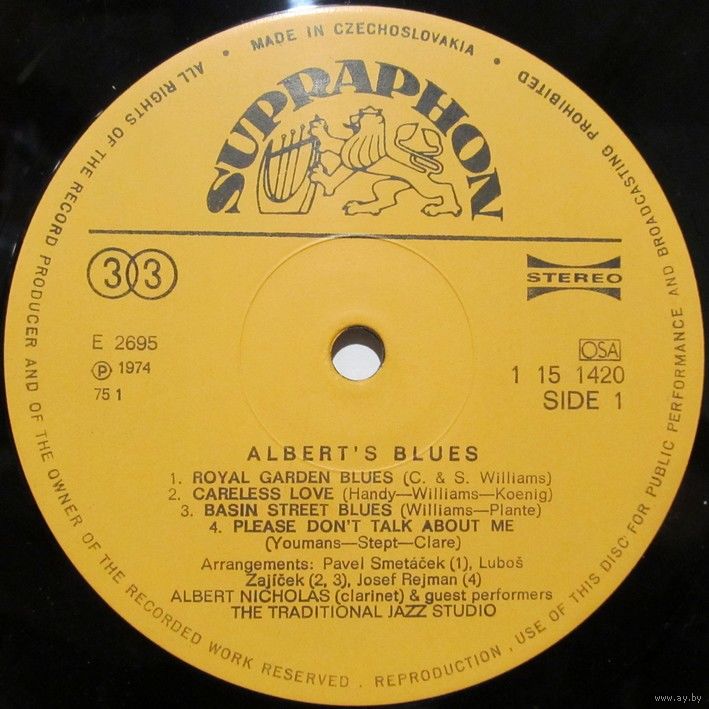 MADE IN CZECHOSLOVAKIA
SUPRAPHON
33
STEREO
E 2695
Ⓟ 1974
75 1
OSA
1 15 1420
SIDE 1
ALBERT'S BLUES
1. ROYAL GARDEN BLUES (C. & S. Williams)
2. CARELESS LOVE (Handy—Williams—Koenig)
3. BASIN STREET BLUES (Williams—Plante)
4. PLEASE DON'T TALK ABOUT ME
(Youmans—Stept—Clare)
Arrangements: Pavel Smetáček (1), Luboš
Zajíček (2, 3), Josef Rejman (4)
ALBERT NICHOLAS (clarinet) & guest performers
THE TRADITIONAL JAZZ STUDIO
ALL RIGHTS OF THE RECORD PRODUCER AND OF THE OWNER OF THE RECORDED WORK RESERVED . REPRODUCTION , USE OF THIS DISC FOR PUBLIC PERFORMANCE AND BROADCASTING PROHIBITED
www.ay.by